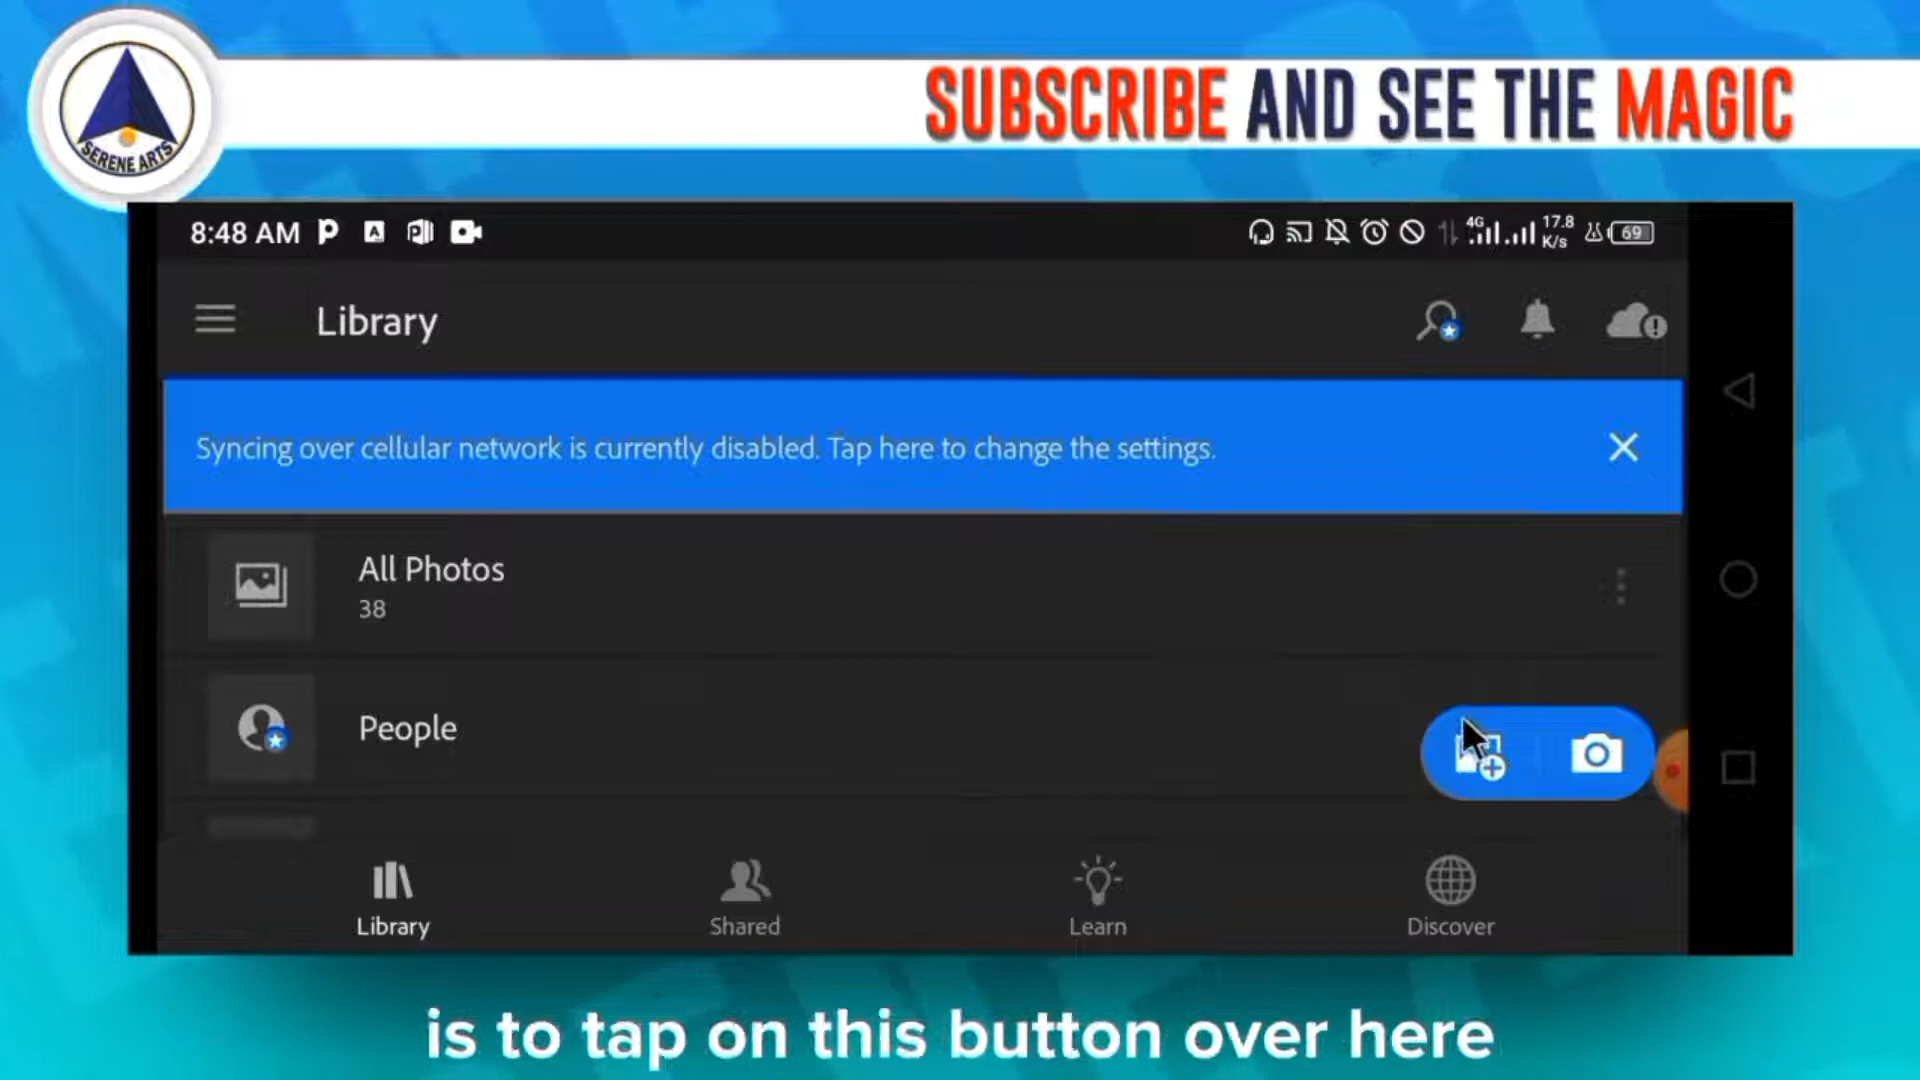 SUBSCRIBE AND SEE THE MAGIC
SERENE ARTS
8:48 AM
4G
17.8
K/s
69
Library
Syncing over cellular network is currently disabled. Tap here to change the settings.
All Photos
38
People
Library
Shared
Learn
Discover
is to tap on this button over here